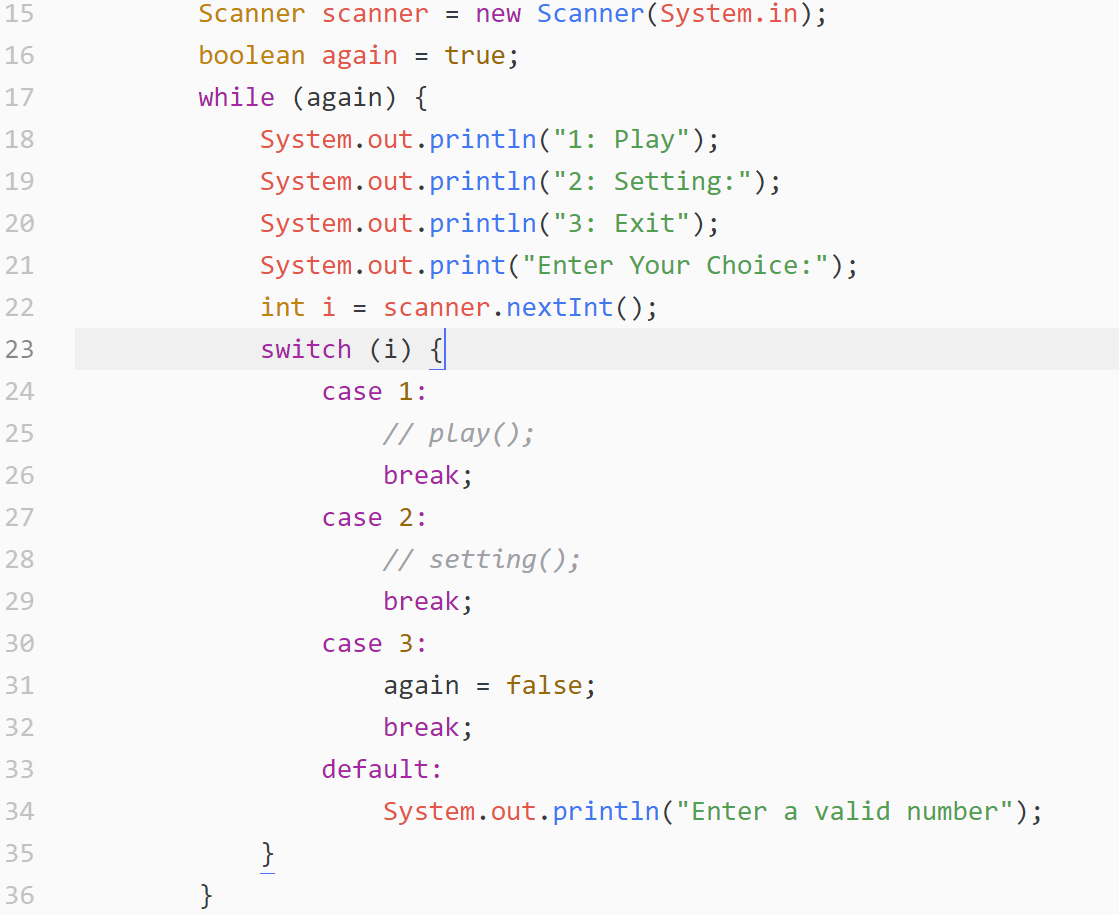 15 Scanner scanner = new Scanner(System.in);
16 boolean again = true;
17 while (again) {
18 System.out.println("1: Play");
19 System.out.println("2: Setting:");
20 System.out.println("3: Exit");
21 System.out.print("Enter Your Choice:");
22 int i = scanner.nextInt();
23 switch (i) {
24 case 1:
25 // play();
26 break;
27 case 2:
28 // setting();
29 break;
30 case 3:
31 again = false;
32 break;
33 default:
34 System.out.println("Enter a valid number");
35 }
36 }